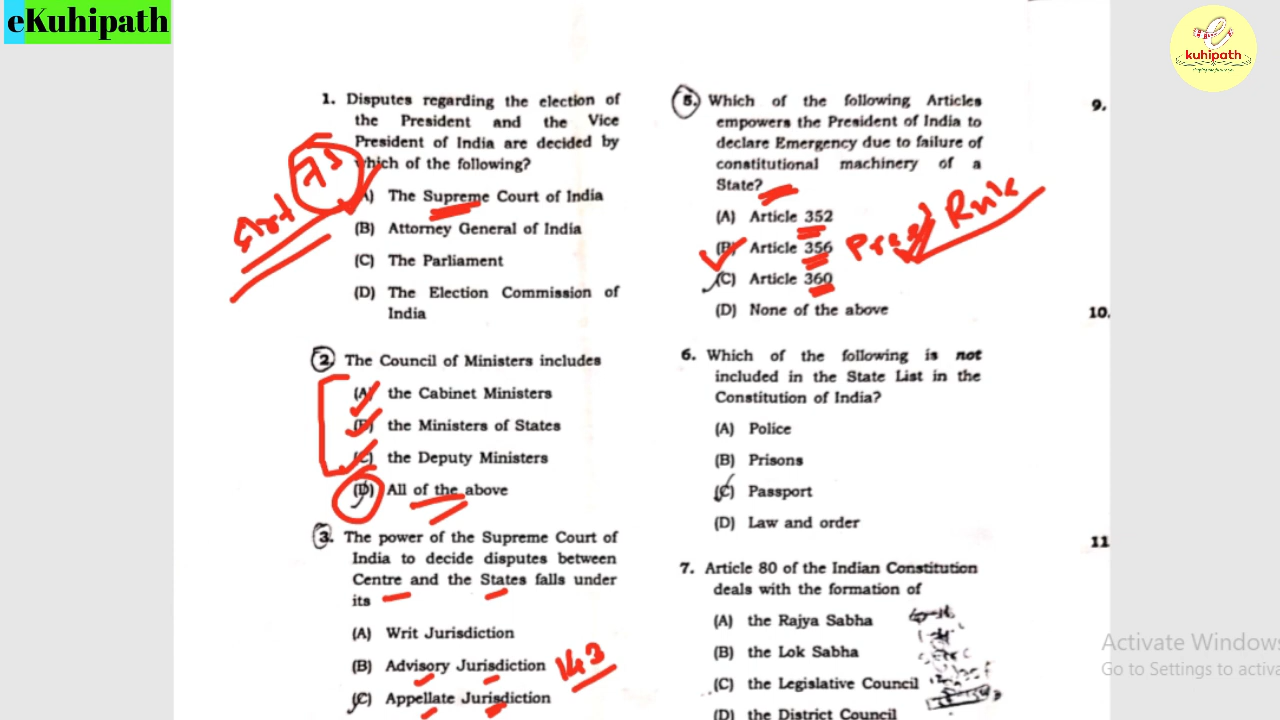 eKuhipath
kuhipath
1. Disputes regarding the election of
the President and the Vice
President of India are decided by
which of the following?
A) The Supreme Court of India
(B) Attorney General of India
(C) The Parliament
(D) The Election Commission of
India
2. The Council of Ministers includes
(A) the Cabinet Ministers
(B) the Ministers of States
(C) the Deputy Ministers
(D) All of the above
3. The power of the Supreme Court of
India to decide disputes between
Centre and the States falls under
its
(A) Writ Jurisdiction
(B) Advisory Jurisdiction 143
(C) Appellate Jurisdiction
5. Which of the following Articles
empowers the President of India to
declare Emergency due to failure of
constitutional machinery of a
State?
(A) Article 352
(B) Article 356
(C) Article 360
(D) None of the above
6. Which of the following is not
included in the State List in the
Constitution of India?
(A) Police
(B) Prisons
(C) Passport
(D) Law and order
7. Article 80 of the Indian Constitution
deals with the formation of
(A) the Rajya Sabha
(B) the Lok Sabha
(C) the Legislative Council
(D) the District Council
9.
10.
11
Activate Windows
Go to Settings to activa